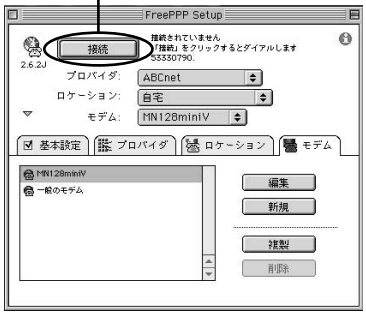 FreePPP Setup
接続
接続されていません
「接続」をクリックするとダイアルします
53330790.
2.6.2J
プロバイダ: ABCnet
ロケーション: 自宅
モデム: MN128miniV
基本設定 プロバイダ ロケーション モデム
MN128miniV
一般のモデム
編集
新規
複製
削除